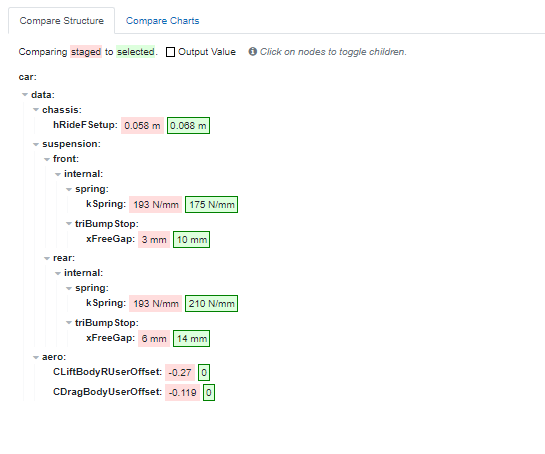 Compare Structure Compare Charts
Comparing staged to selected. Output Value Click on nodes to toggle children.
car:
data:
chassis:
hRideFSetup: 0.058 m 0.068 m
suspension:
front:
internal:
spring:
kSpring: 193 N/mm 175 N/mm
triBumpStop:
xFreeGap: 3 mm 10 mm
rear:
internal:
spring:
kSpring: 193 N/mm 210 N/mm
triBumpStop:
xFreeGap: 6 mm 14 mm
aero:
CLiftBodyRUserOffset: -0.27 0
CDragBodyUserOffset: -0.119 0